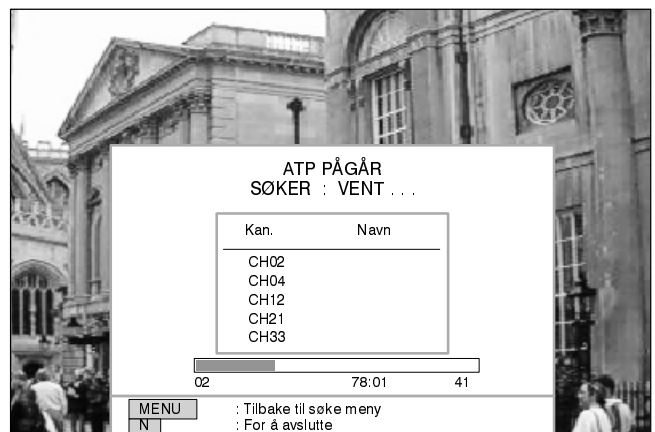 ATP PÅGÅR
SØKER : VENT . . .
Kan. Navn
CH02
CH04
CH12
CH21
CH33
02 78:01 41
MENU : Tilbake til søke meny
N : For å avslutte